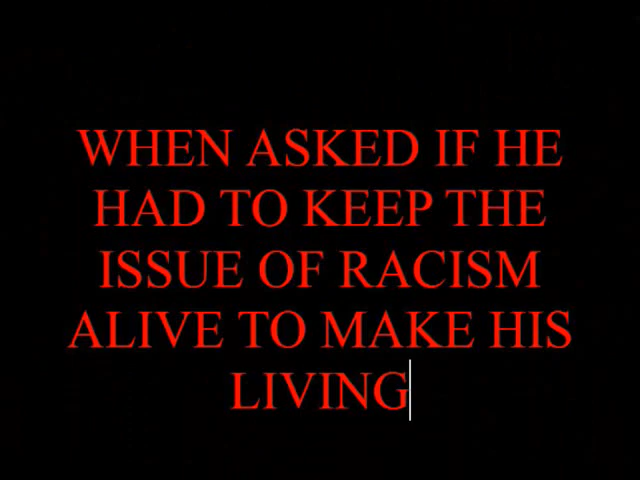 WHEN ASKED IF HE
HAD TO KEEP THE
ISSUE OF RACISM
ALIVE TO MAKE HIS
LIVING